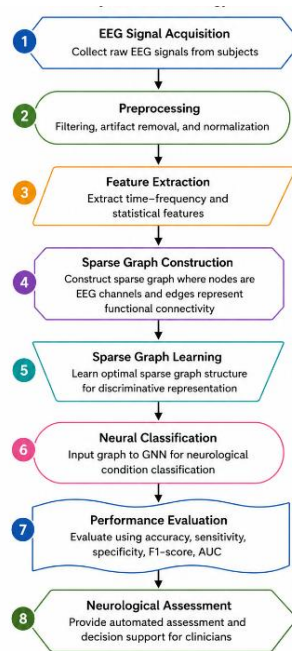 1
EEG Signal Acquisition
Collect raw EEG signals from subjects
2
Preprocessing
Filtering, artifact removal, and normalization
3
Feature Extraction
Extract time–frequency and
statistical features
4
Sparse Graph Construction
Construct sparse graph where nodes are
EEG channels and edges represent
functional connectivity
5
Sparse Graph Learning
Learn optimal sparse graph structure
for discriminative representation
6
Neural Classification
Input graph to GNN for neurological
condition classification
7
Performance Evaluation
Evaluate using accuracy, sensitivity,
specificity, F1-score, AUC
8
Neurological Assessment
Provide automated assessment and
decision support for clinicians